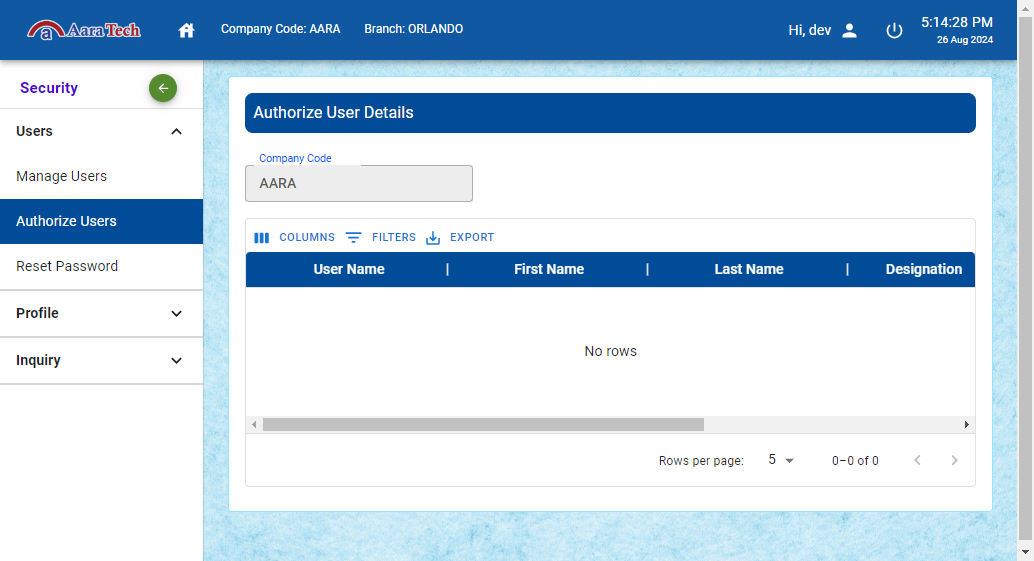 Aara Tech
Company Code: AARA
Branch: ORLANDO
Hi, dev
5:14:28 PM
26 Aug 2024
Security
Users
Manage Users
Authorize Users
Reset Password
Profile
Inquiry
Authorize User Details
Company Code
AARA
COLUMNS FILTERS EXPORT
User Name | First Name | Last Name | Designation
No rows
Rows per page: 5 0–0 of 0